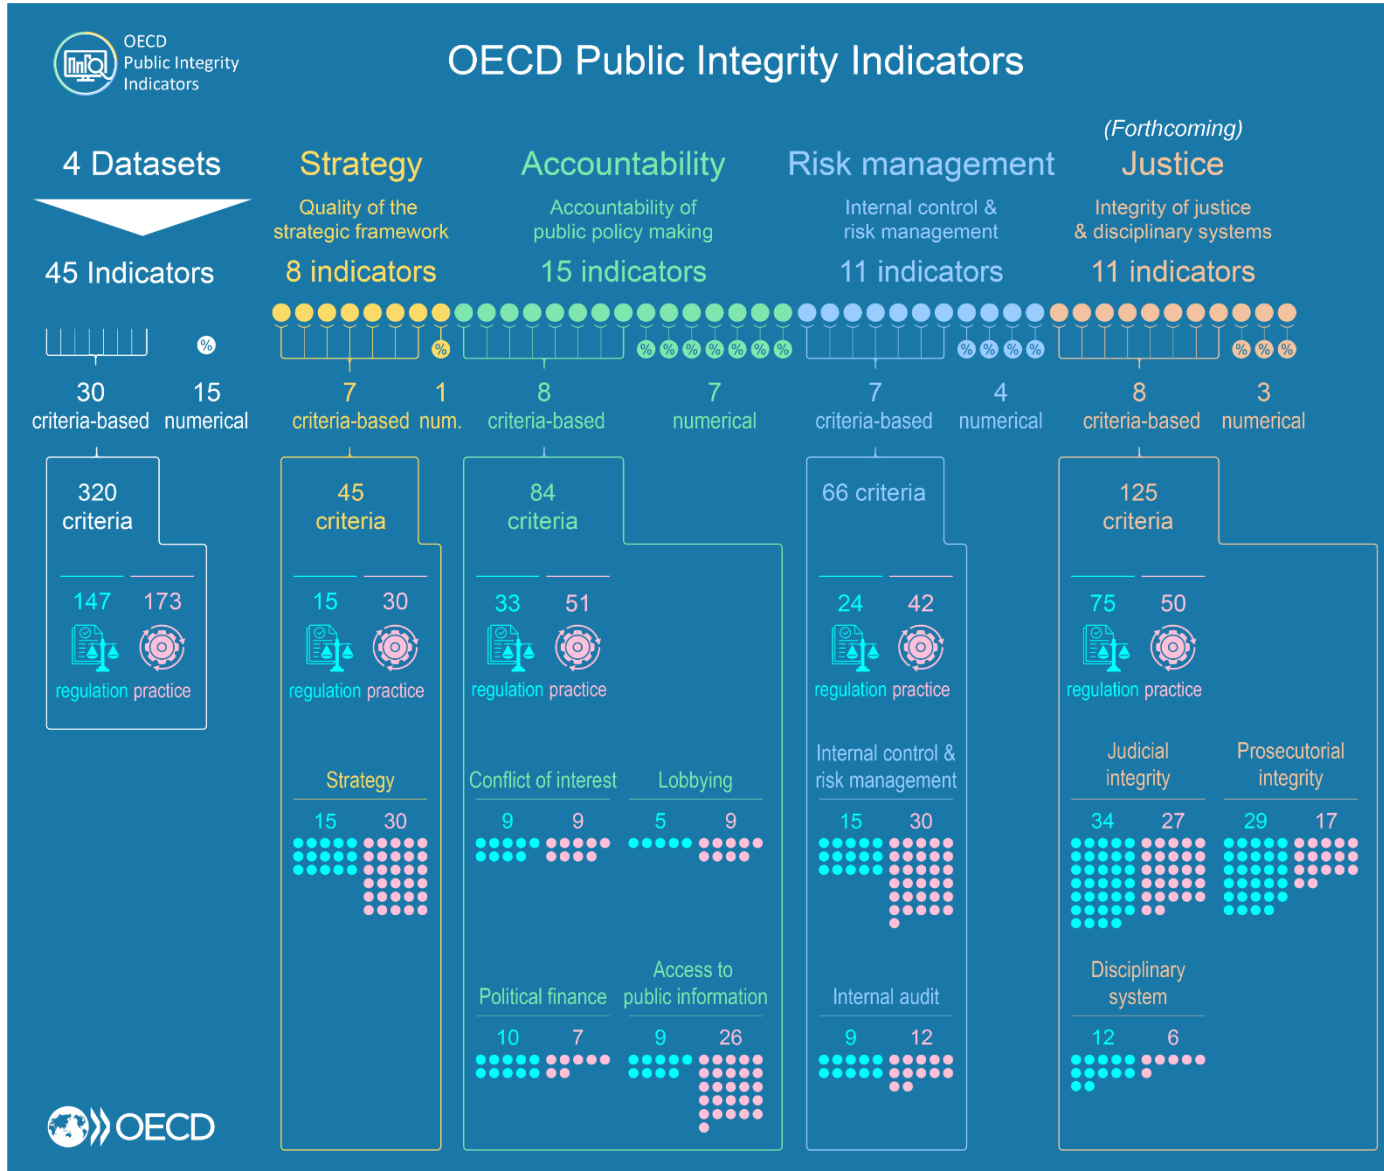 OECD
Public Integrity
Indicators
OECD Public Integrity Indicators
4 Datasets
45 Indicators
%
30
criteria-based
15
numerical
320
criteria
147
173
regulation
practice
Strategy
Quality of the
strategic framework
8 indicators
%
7
criteria-based
1
num.
45
criteria
15
30
regulation
practice
Strategy
15
30
Accountability
Accountability of
public policy making
15 indicators
% % % % % % %
8
criteria-based
7
numerical
84
criteria
33
51
regulation
practice
Conflict of interest
9
9
Lobbying
5
9
Political finance
10
7
Access to
public information
9
26
Risk management
Internal control &
risk management
11 indicators
% % % %
7
criteria-based
4
numerical
66 criteria
24
42
regulation
practice
Internal control &
risk management
15
30
Internal audit
9
12
(Forthcoming)
Justice
Integrity of justice
& disciplinary systems
11 indicators
% % %
8
criteria-based
3
numerical
125
criteria
75
50
regulation
practice
Judicial
integrity
34
27
Prosecutorial
integrity
29
17
Disciplinary
system
12
6
OECD